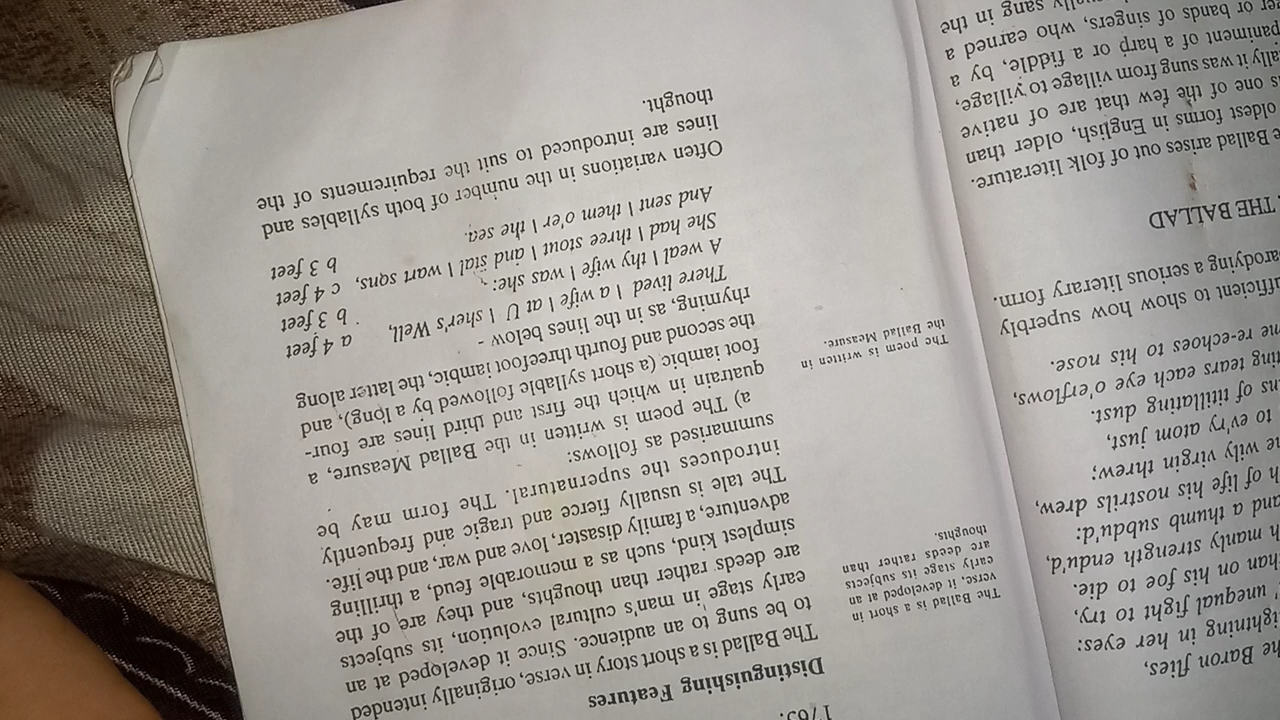 he Baron flies,
ightning in her eyes:
unequal fight to try,
han on his foe to die.
h manly strength endu'd,
and a thumb subdu'd:
h of life his nostrils drew,
he wily virgin threw;
to ev'ry atom just,
ns of titillating dust.
ting tears each eye o'erflows,
me re-echoes to his nose.
ufficient to show how superbly
arodying a serious literary form.
THE BALLAD
e Ballad arises out of folk literature.
oldest forms in English, older than
s one of the few that are of native
ally it was sung from village to village,
paniment of a harp or a fiddle, by a
er or bands of singers, who earned a
ually sang in the
1765.
Distinguishing Features
The Ballad is a short story in verse, originally intended
to be sung to an audience. Since it developed at an
early stage in man's cultural evolution, its subjects
are deeds rather than thoughts, and they are of the
simplest kind, such as a memorable feud, a thrilling
adventure, a family disaster, love and war, and the life.
The tale is usually fierce and tragic and frequently
introduces the supernatural. The form may be
summarised as follows:
a) The poem is written in the Ballad Measure, a
quatrain in which the first and third lines are four-
foot iambic (a short syllable followed by a long), and
the second and fourth threefoot iambic, the latter along
rhyming, as in the lines below -
There lived I a wife I at U I sher's Well, a 4 feet
A weal I thy wife I was she: b 3 feet
She had I three stout I and stal I wart sons, c 4 feet
And sent I them o'er I the sea. b 3 feet
Often variations in the number of both syllables and
lines are introduced to suit the requirements of the
thought.
The Ballad is a short in
verse, it developed at an
early stage its subjects
are deeds rather than
thoughts.
The poem is written in
the Ballad Measure.